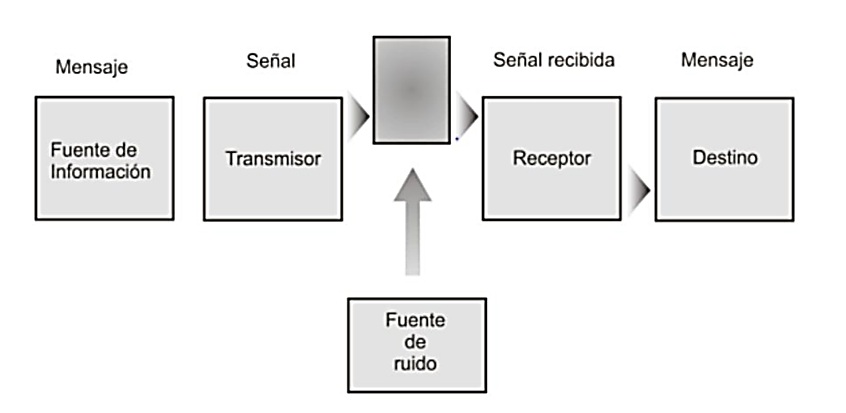 Mensaje
Señal
Señal recibida
Mensaje
Fuente de
Información
Transmisor
Receptor
Destino
Fuente
de
ruido